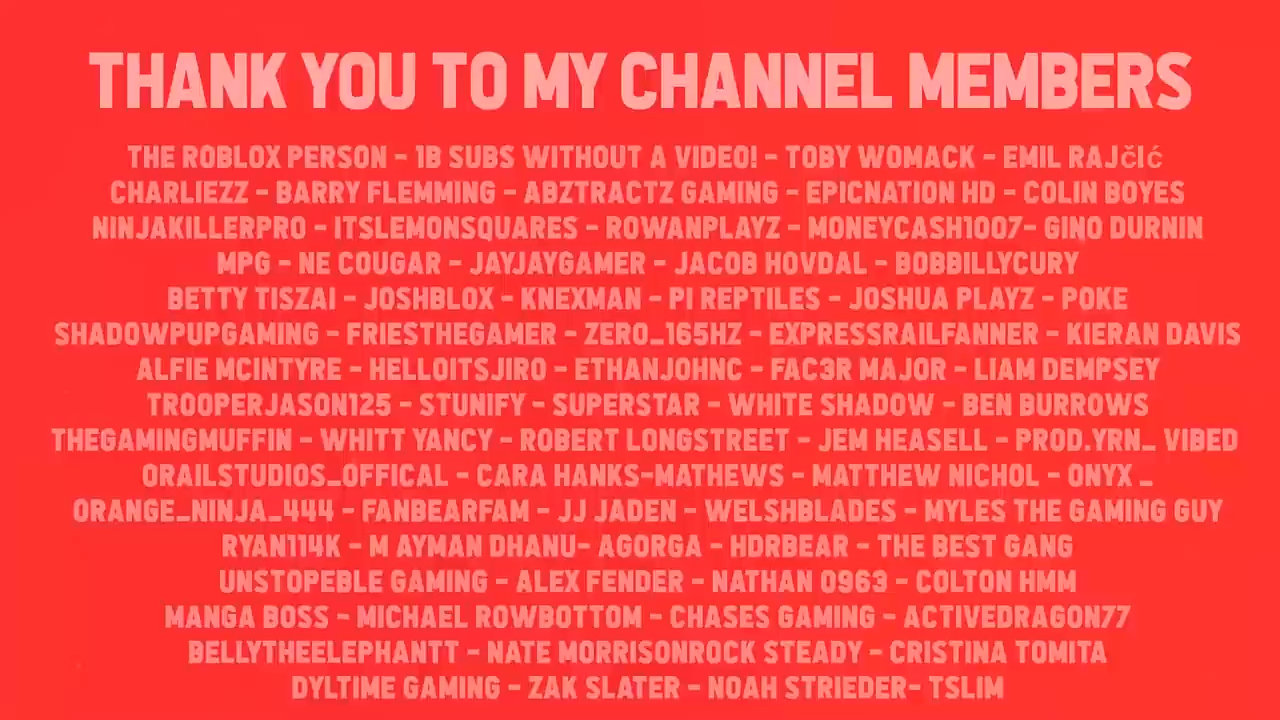 THANK YOU TO MY CHANNEL MEMBERS
THE ROBLOX PERSON - 1B SUBS WITHOUT A VIDEO! - TOBY WOMACK - EMIL RAJčIć
CHARLIEZZ - BARRY FLEMMING - ABZTRACTZ GAMING - EPICNATION HD - COLIN BOYES
NINJAKILLERPRO - ITSLEMONSQUARES - ROWANPLAYZ - MONEYCASH1007- GINO DURNIN
MPG - NE COUGAR - JAYJAYGAMER - JACOB HOVDAL - BOBBILLYCURY
BETTY TISZAI - JOSHBLOX - KNEXMAN - PI REPTILES - JOSHUA PLAYZ - POKE
SHADOWPUPGAMING - FRIESTHEGAMER - ZERO_165HZ - EXPRESSRAILFANNER - KIERAN DAVIS
ALFIE MCINTYRE - HELLOITSJIRO - ETHANJOHNC - FAC3R MAJOR - LIAM DEMPSEY
TROOPERJASON125 - STUNIFY - SUPERSTAR - WHITE SHADOW - BEN BURROWS
THEGAMINGMUFF1N - WHITT YANCY - ROBERT LONGSTREET - JEM HEASELL - PROD.YRN_ VIBED
ORAILSTUDIOS_OFFICAL - CARA HANKS-MATHEWS - MATTHEW NICHOL - ONYX _
ORANGE_NINJA_444 - FANBEARFAM - JJ JADEN - WELSHBLADES - MYLES THE GAMING GUY
RYAN114K - M AYMAN DHANU- AGORGA - HDRBEAR - THE BEST GANG
UNSTOPEBLE GAMING - ALEX FENDER - NATHAN 0963 - COLTON HMM
MANGA BOSS - MICHAEL ROWBOTTOM - CHASES GAMING - ACTIVEDRAGON77
BELLYTHEELEPHANTT - NATE MORRISONROCK STEADY - CRISTINA TOMITA
DYLTIME GAMING - ZAK SLATER - NOAH STRIEDER- TSLIM